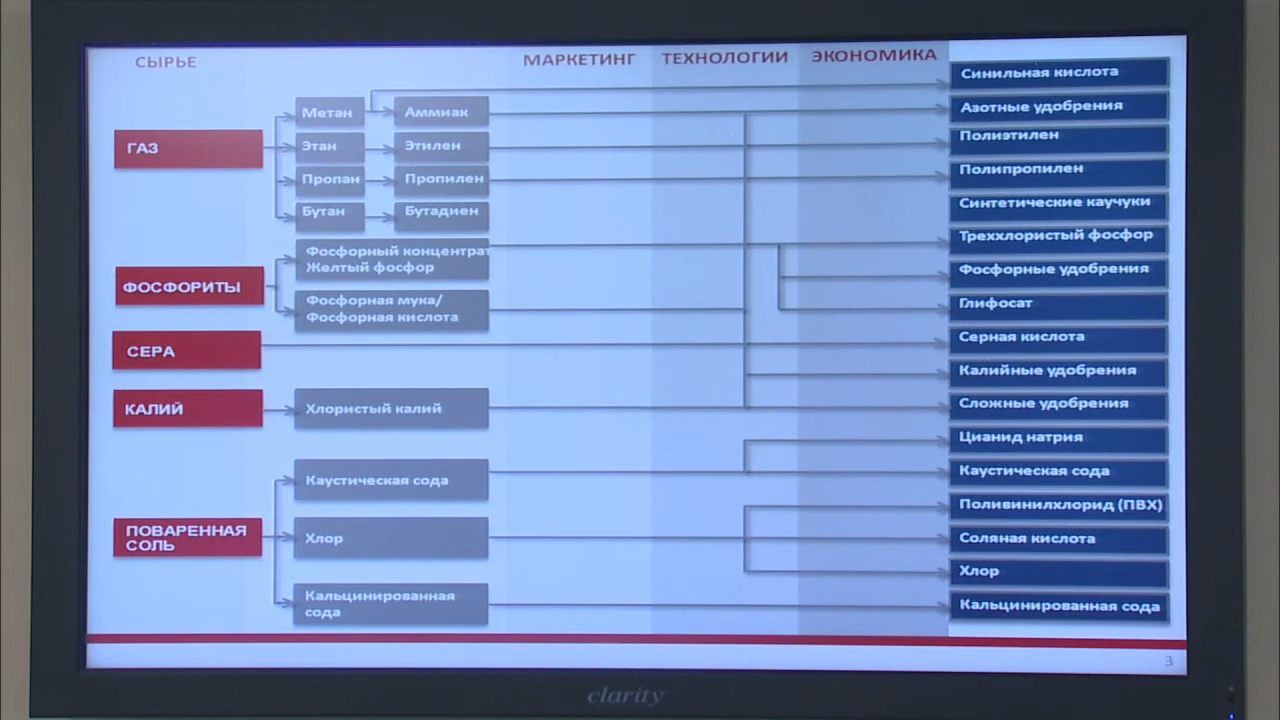 СЫРЬЕ
МАРКЕТИНГ
ТЕХНОЛОГИИ
ЭКОНОМИКА
ГАЗ
ФОСФОРИТЫ
СЕРА
КАЛИЙ
ПОВАРЕННАЯ
СОЛЬ
Метан
Этан
Пропан
Бутан
Аммиак
Этилен
Пропилен
Бутадиен
Фосфорный концентрат
Желтый фосфор
Фосфорная мука/
Фосфорная кислота
Хлористый калий
Каустическая сода
Хлор
Кальцинированная
сода
Синильная кислота
Азотные удобрения
Полиэтилен
Полипропилен
Синтетические каучуки
Треххлористый фосфор
Фосфорные удобрения
Глифосат
Серная кислота
Калийные удобрения
Сложные удобрения
Цианид натрия
Каустическая сода
Поливинилхлорид (ПВХ)
Соляная кислота
Хлор
Кальцинированная сода
3
clarity